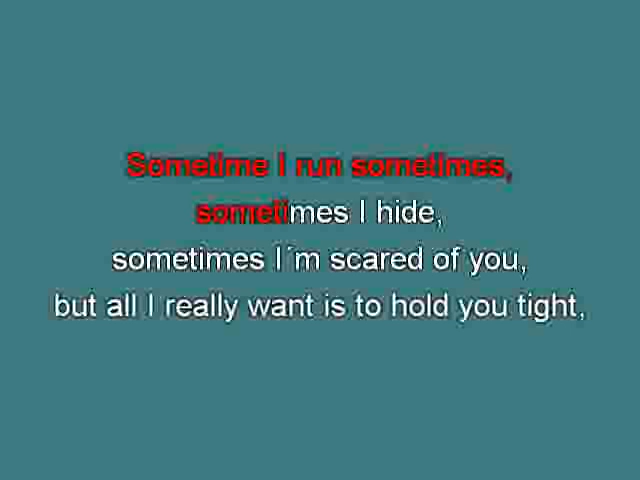 Sometime I run sometimes,
sometimes I hide,
sometimes I´m scared of you,
but all I really want is to hold you tight,